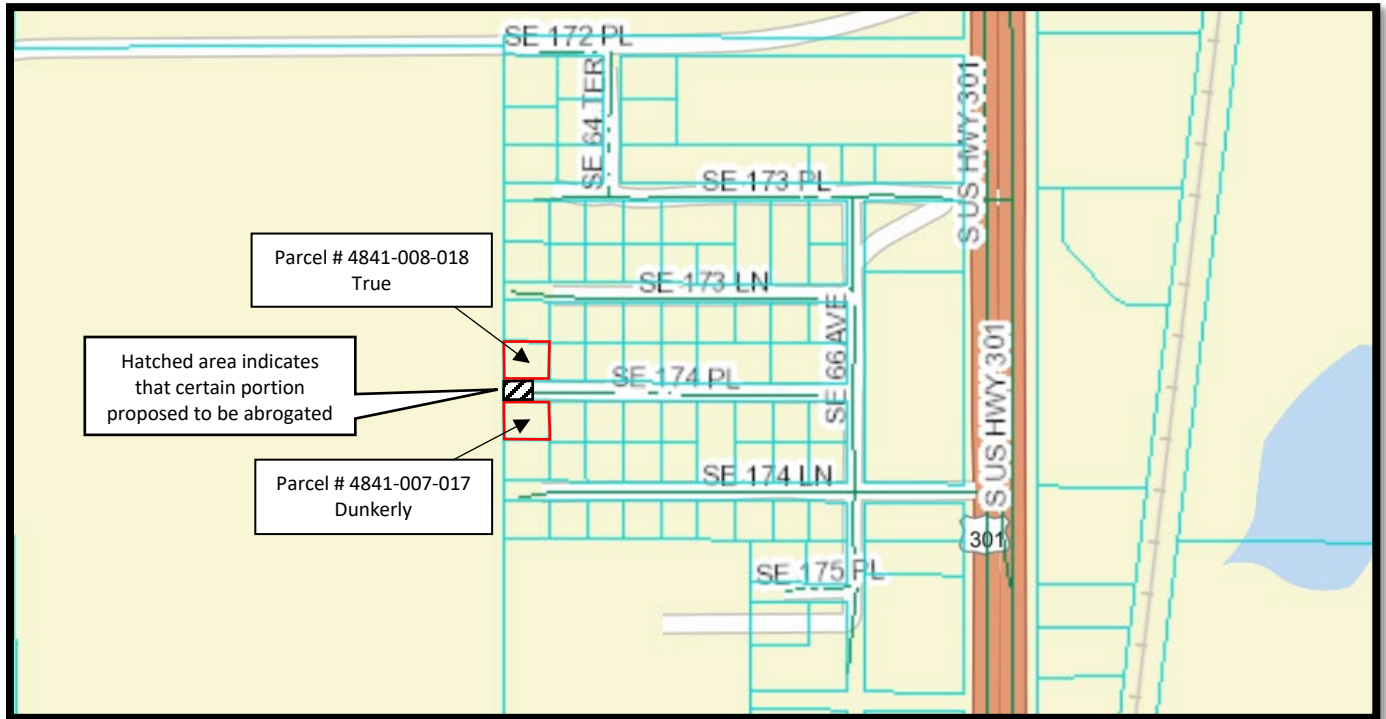 SE 172 PL
SE 64 TER
S US HWY 301
SE 173 PL
Parcel # 4841-008-018
True
SE 173 LN
SE 66 AVE
Hatched area indicates
that certain portion
proposed to be abrogated
SE 174 PL
S US HWY 301
Parcel # 4841-007-017
Dunkerly
SE 174 LN
301
SE 175 PL